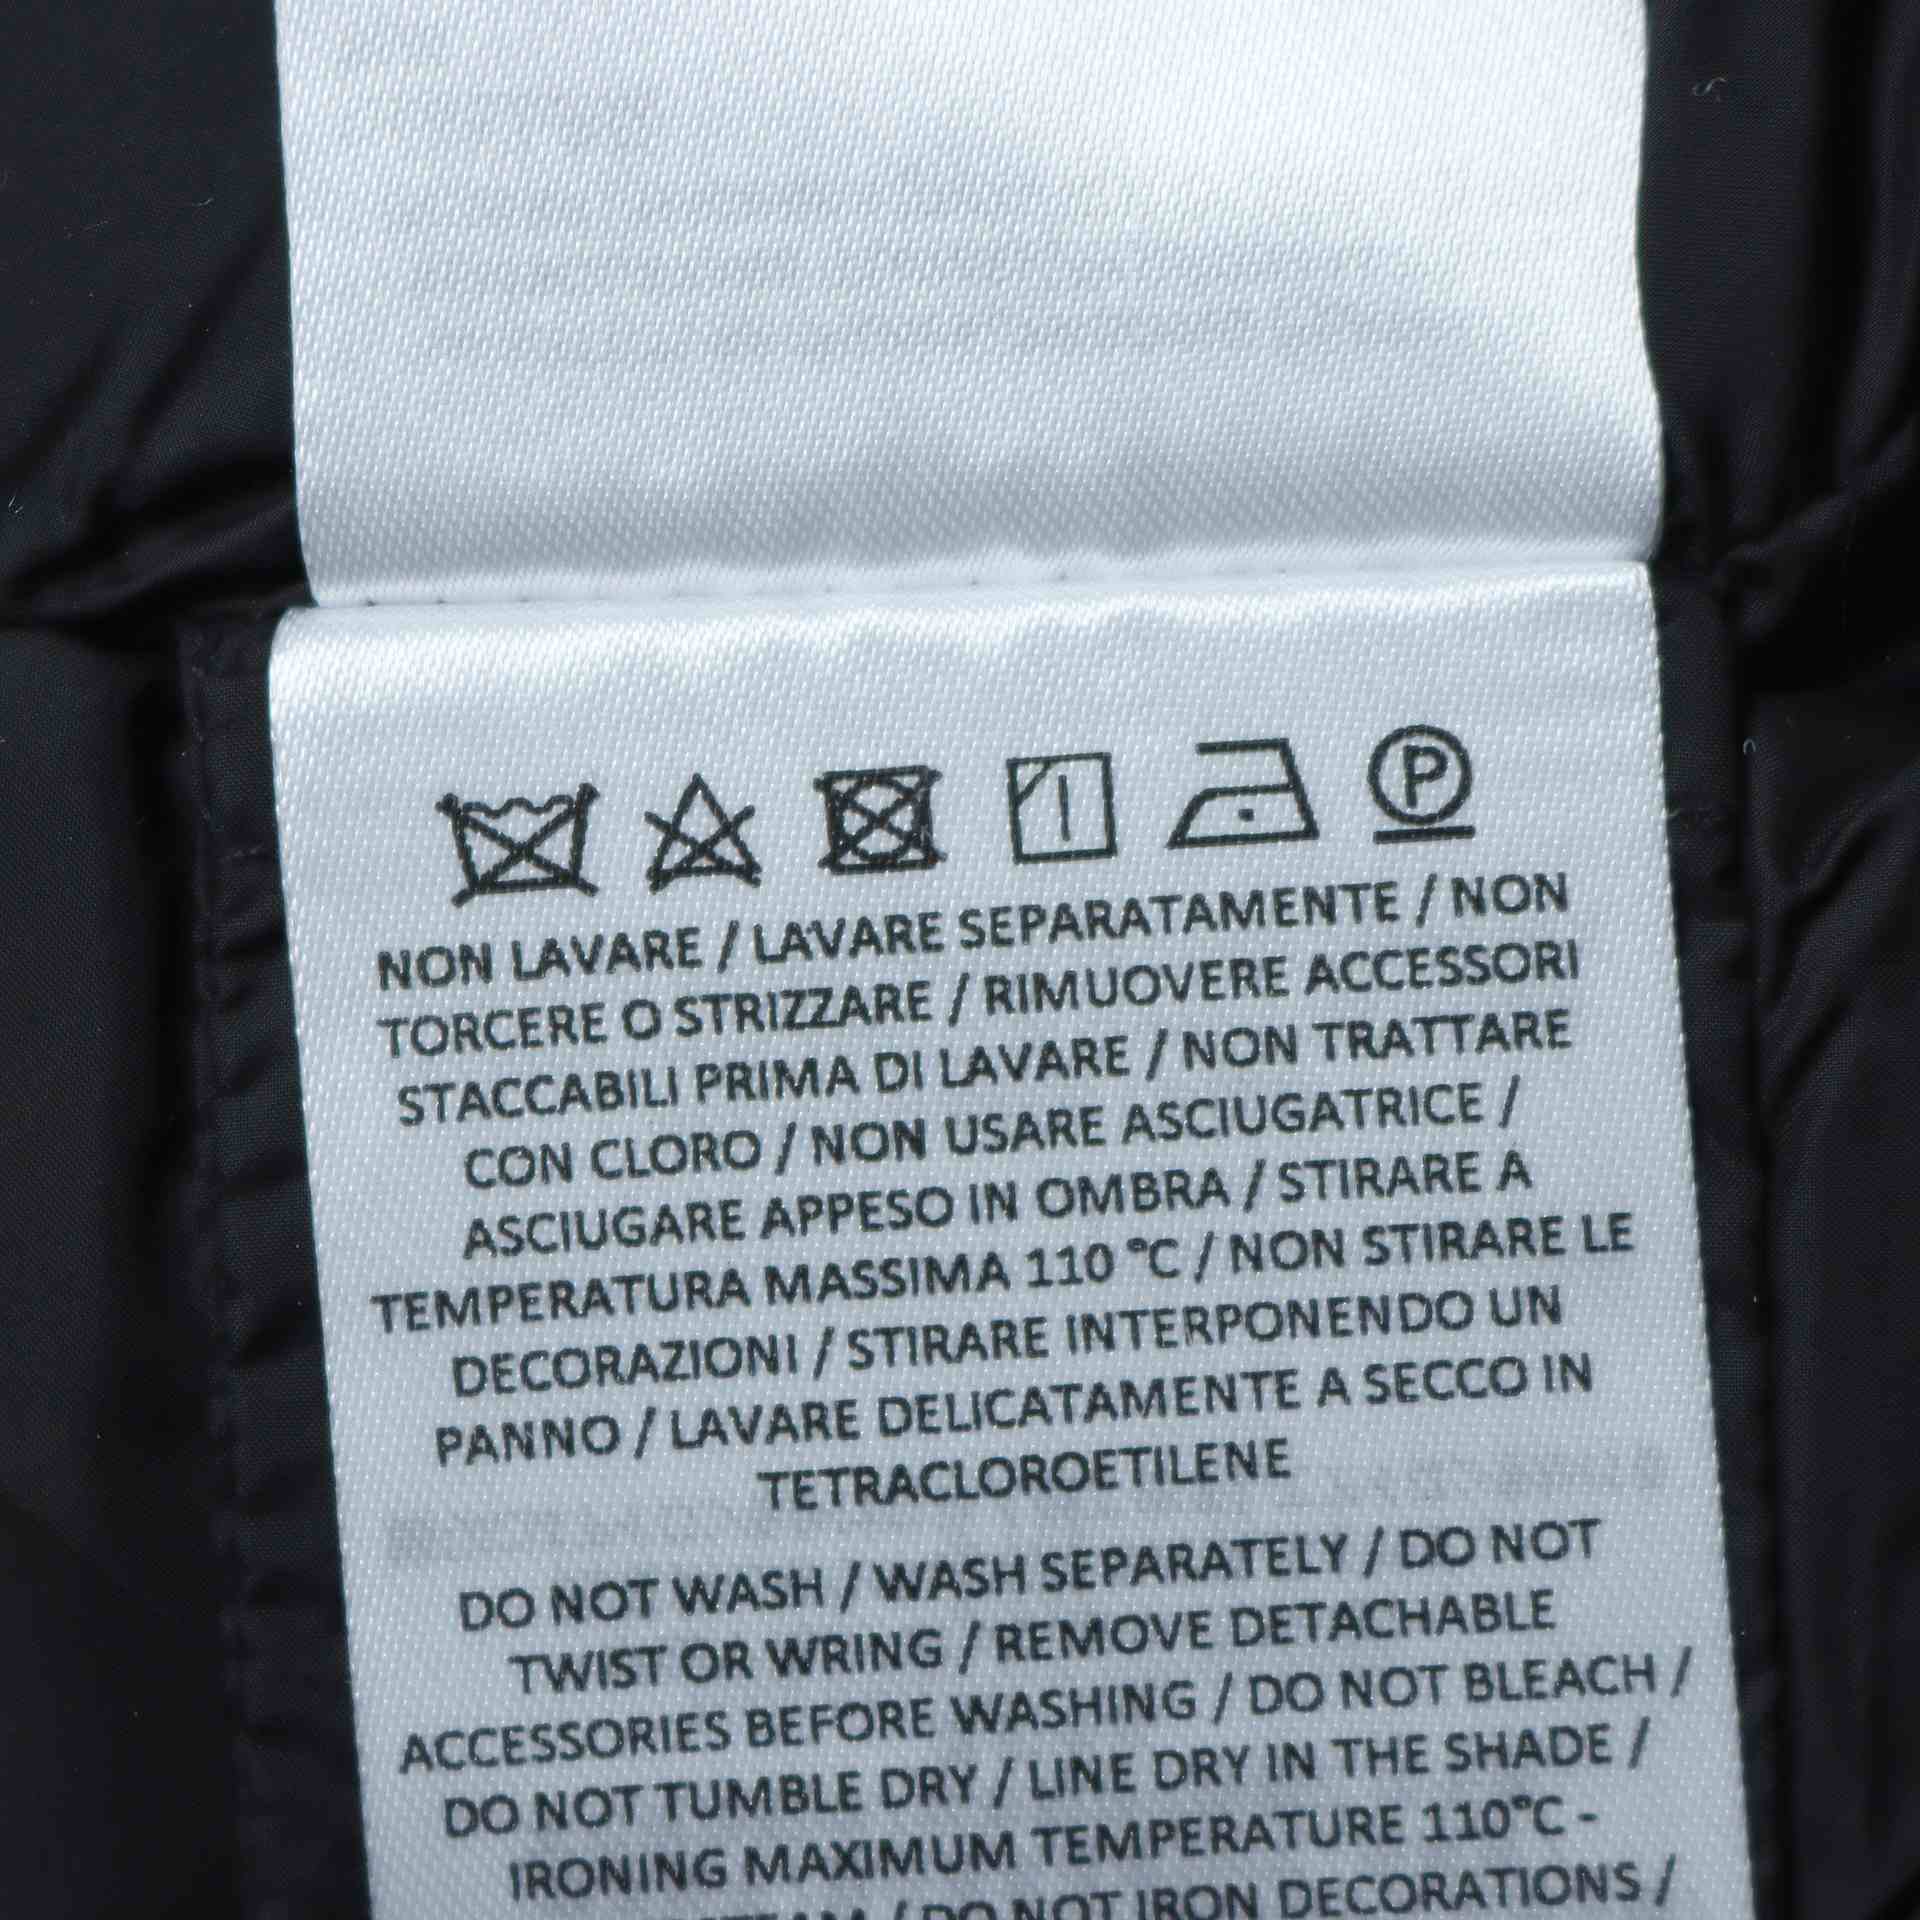 P
NON LAVARE / LAVARE SEPARATAMENTE / NON
TORCERE O STRIZZARE / RIMUOVERE ACCESSORI
STACCABILI PRIMA DI LAVARE / NON TRATTARE
CON CLORO / NON USARE ASCIUGATRICE /
ASCIUGARE APPESO IN OMBRA / STIRARE A
TEMPERATURA MASSIMA 110 °C / NON STIRARE LE
DECORAZIONI / STIRARE INTERPONENDO UN
PANNO / LAVARE DELICATAMENTE A SECCO IN
TETRACLOROETILENE
DO NOT WASH / WASH SEPARATELY / DO NOT
TWIST OR WRING / REMOVE DETACHABLE
ACCESSORIES BEFORE WASHING / DO NOT BLEACH /
DO NOT TUMBLE DRY / LINE DRY IN THE SHADE /
IRONING MAXIMUM TEMPERATURE 110°C -
/ DO NOT IRON DECORATIONS /